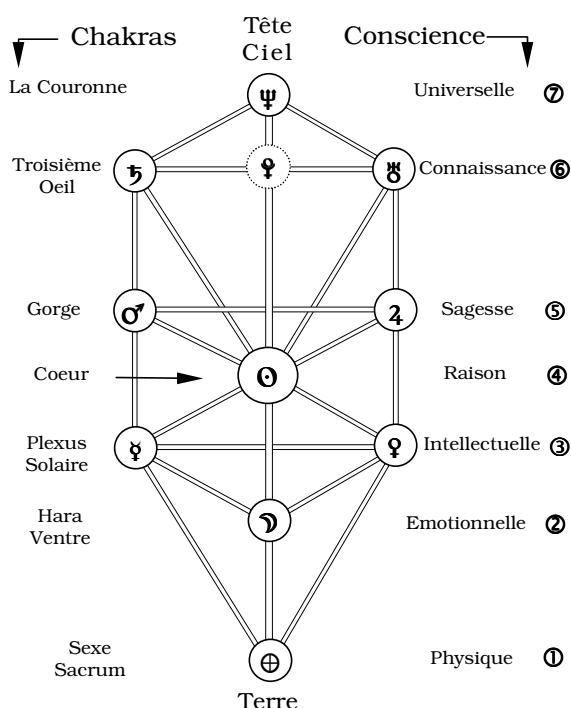 Tête
Ciel
Chakras
Conscience
La Couronne
♆
Universelle ⑦
Troisième
Oeil
♄
⚴
♅
Connaissance ⑥
Gorge
♂
♃
Sagesse ⑤
Coeur
☉
Raison ④
Plexus
Solaire
☿
♀
Intellectuelle ③
Hara
Ventre
☽
Emotionnelle ②
Sexe
Sacrum
⊕
Physique ①
Terre